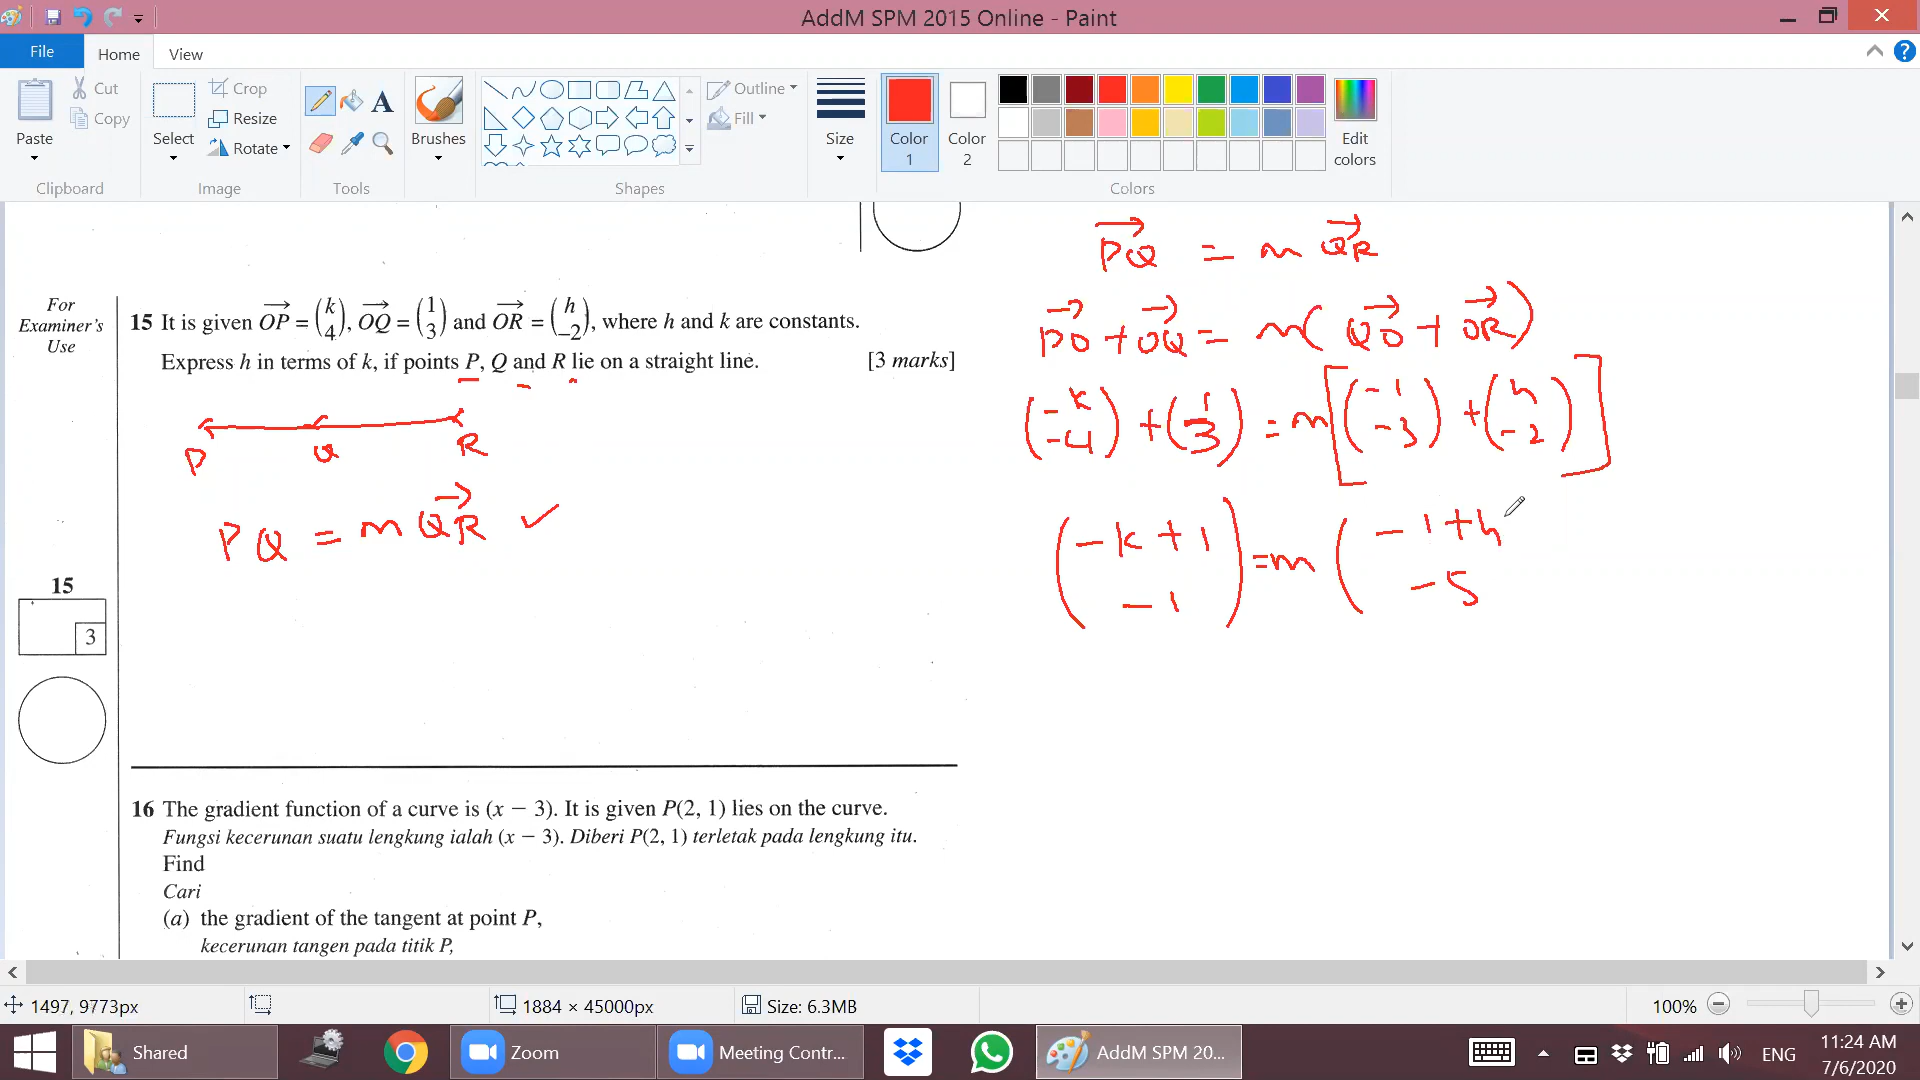 AddM SPM 2015 Online - Paint
File
Home
View
Paste
Cut
Copy
Clipboard
Select
Crop
Resize
Rotate
Image
Tools
Brushes
Outline
Fill
Shapes
Size
Color 1
Color 2
Edit colors
Colors
For
Examiner's
Use
15 It is given OP = (k 4), OQ = (1 3) and OR = (h −2), where h and k are constants.
Express h in terms of k, if points P, Q and R lie on a straight line. [3 marks]
P Q R
PQ = m QR ✓
15
3
PQ = m QR
PO + OQ = m( QO + OR )
(-k -4) + (1 3) = m [(-1 -3) + (h -2)]
(-k + 1 -1) = m ( -1 + h -5
16 The gradient function of a curve is (x − 3). It is given P(2, 1) lies on the curve.
Fungsi kecerunan suatu lengkung ialah (x − 3). Diberi P(2, 1) terletak pada lengkung itu.
Find
Cari
(a) the gradient of the tangent at point P,
kecerunan tangen pada titik P,
1497, 9773px
1884 × 45000px
Size: 6.3MB
100%
Shared
Zoom
Meeting Contr...
AddM SPM 20...
ENG
11:24 AM
7/6/2020